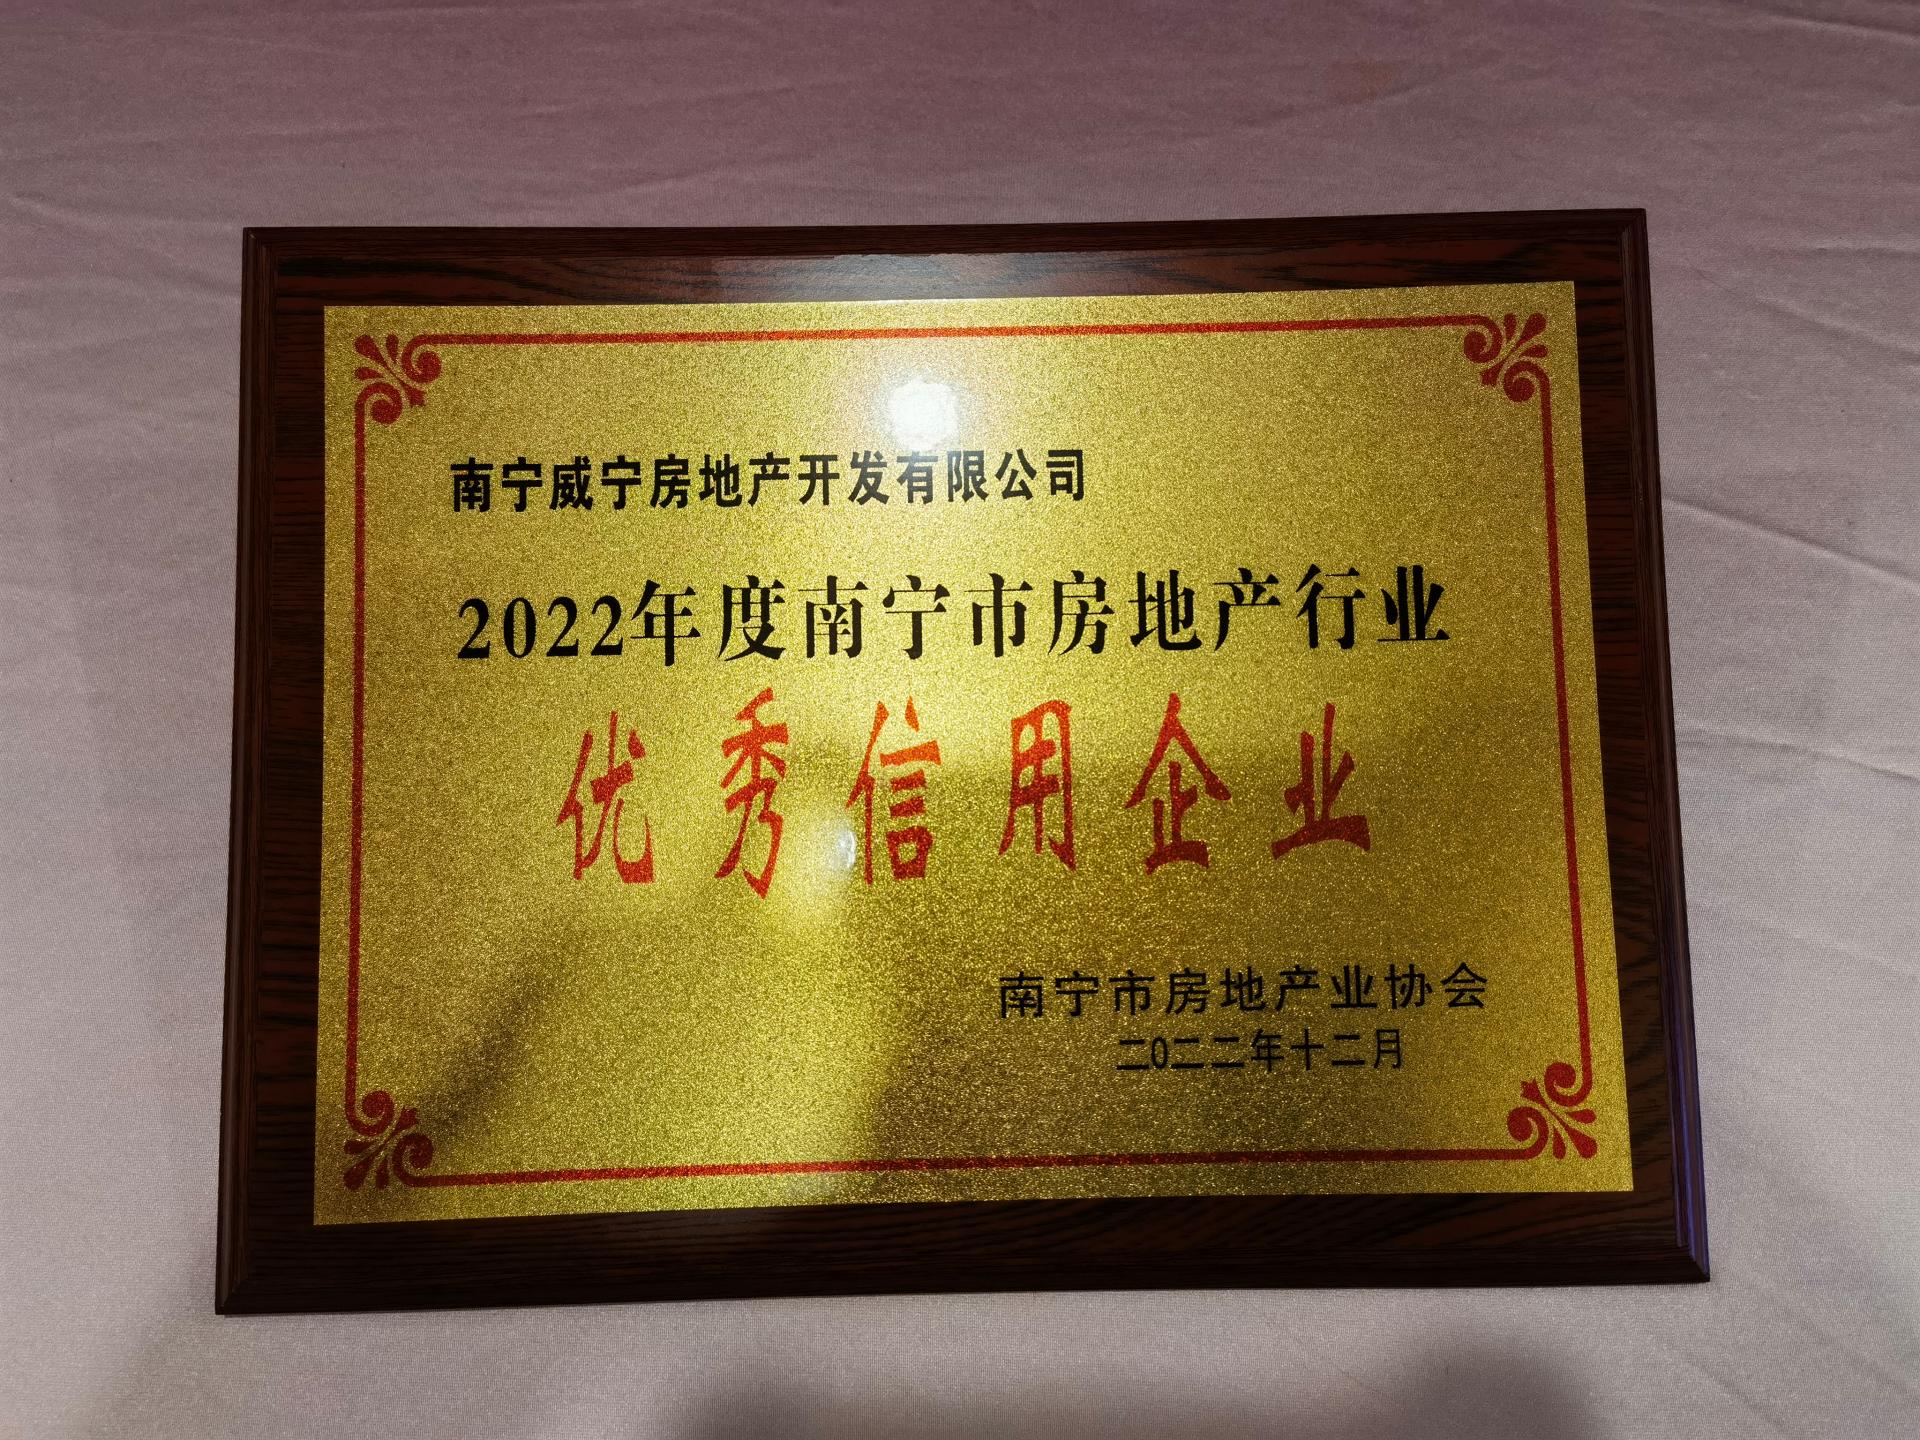 南宁威宁房地产开发有限公司
2022年度南宁市房地产行业
优秀信用企业
南宁市房地产业协会
二0二二年十二月